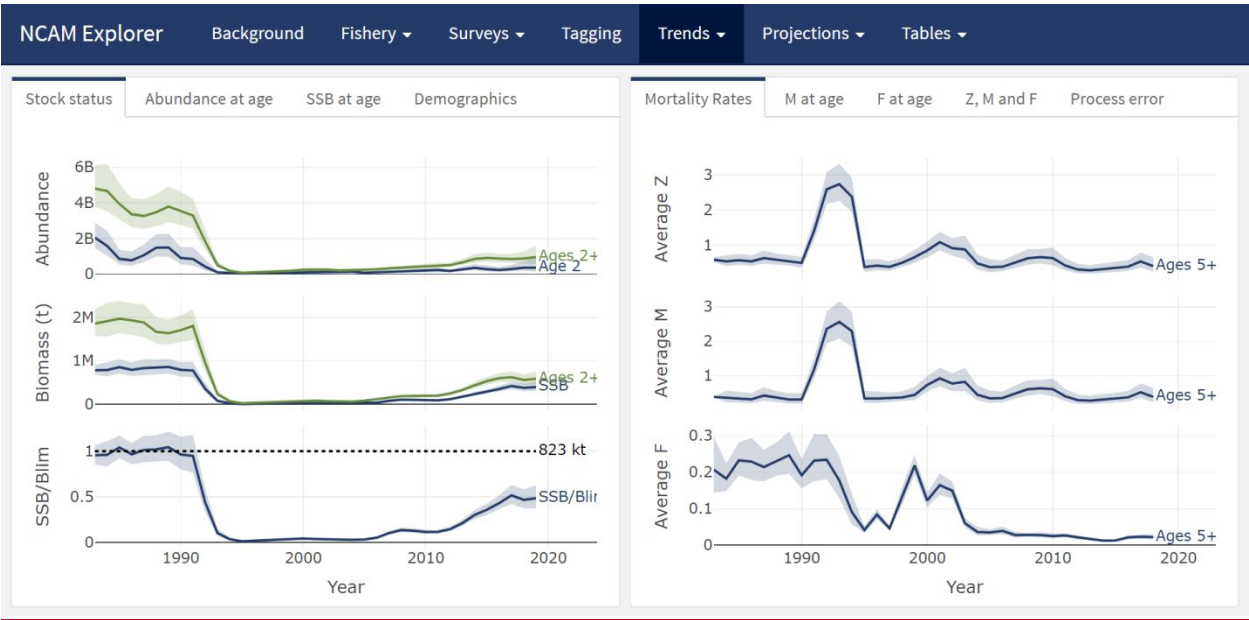 NCAM Explorer Background Fishery Surveys Tagging Trends Projections Tables
Stock status Abundance at age SSB at age Demographics
Abundance
6B
4B
2B
0
Ages 2+
Age 2
Biomass (t)
2M
1M
0
Ages 2+
SSB
SSB/Blim
1
0.5
0
823 kt
SSB/Blir
1990 2000 2010 2020
Year
Mortality Rates M at age F at age Z, M and F Process error
Average Z
3
2
1
Ages 5+
Average M
3
2
1
Ages 5+
Average F
0.3
0.2
0.1
0
Ages 5+
1990 2000 2010 2020
Year